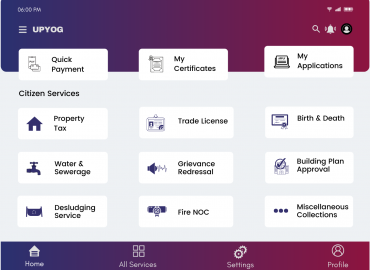 06:00 PM
UPYOG
Quick
Payment
My
Certificates
My
Applications
Citizen Services
Property
Tax
Trade License
Birth & Death
Water &
Sewerage
Grievance
Redressal
Building Plan
Approval
Desludging
Service
Fire NOC
Miscellaneous
Collections
Home
All Services
Settings
Profile